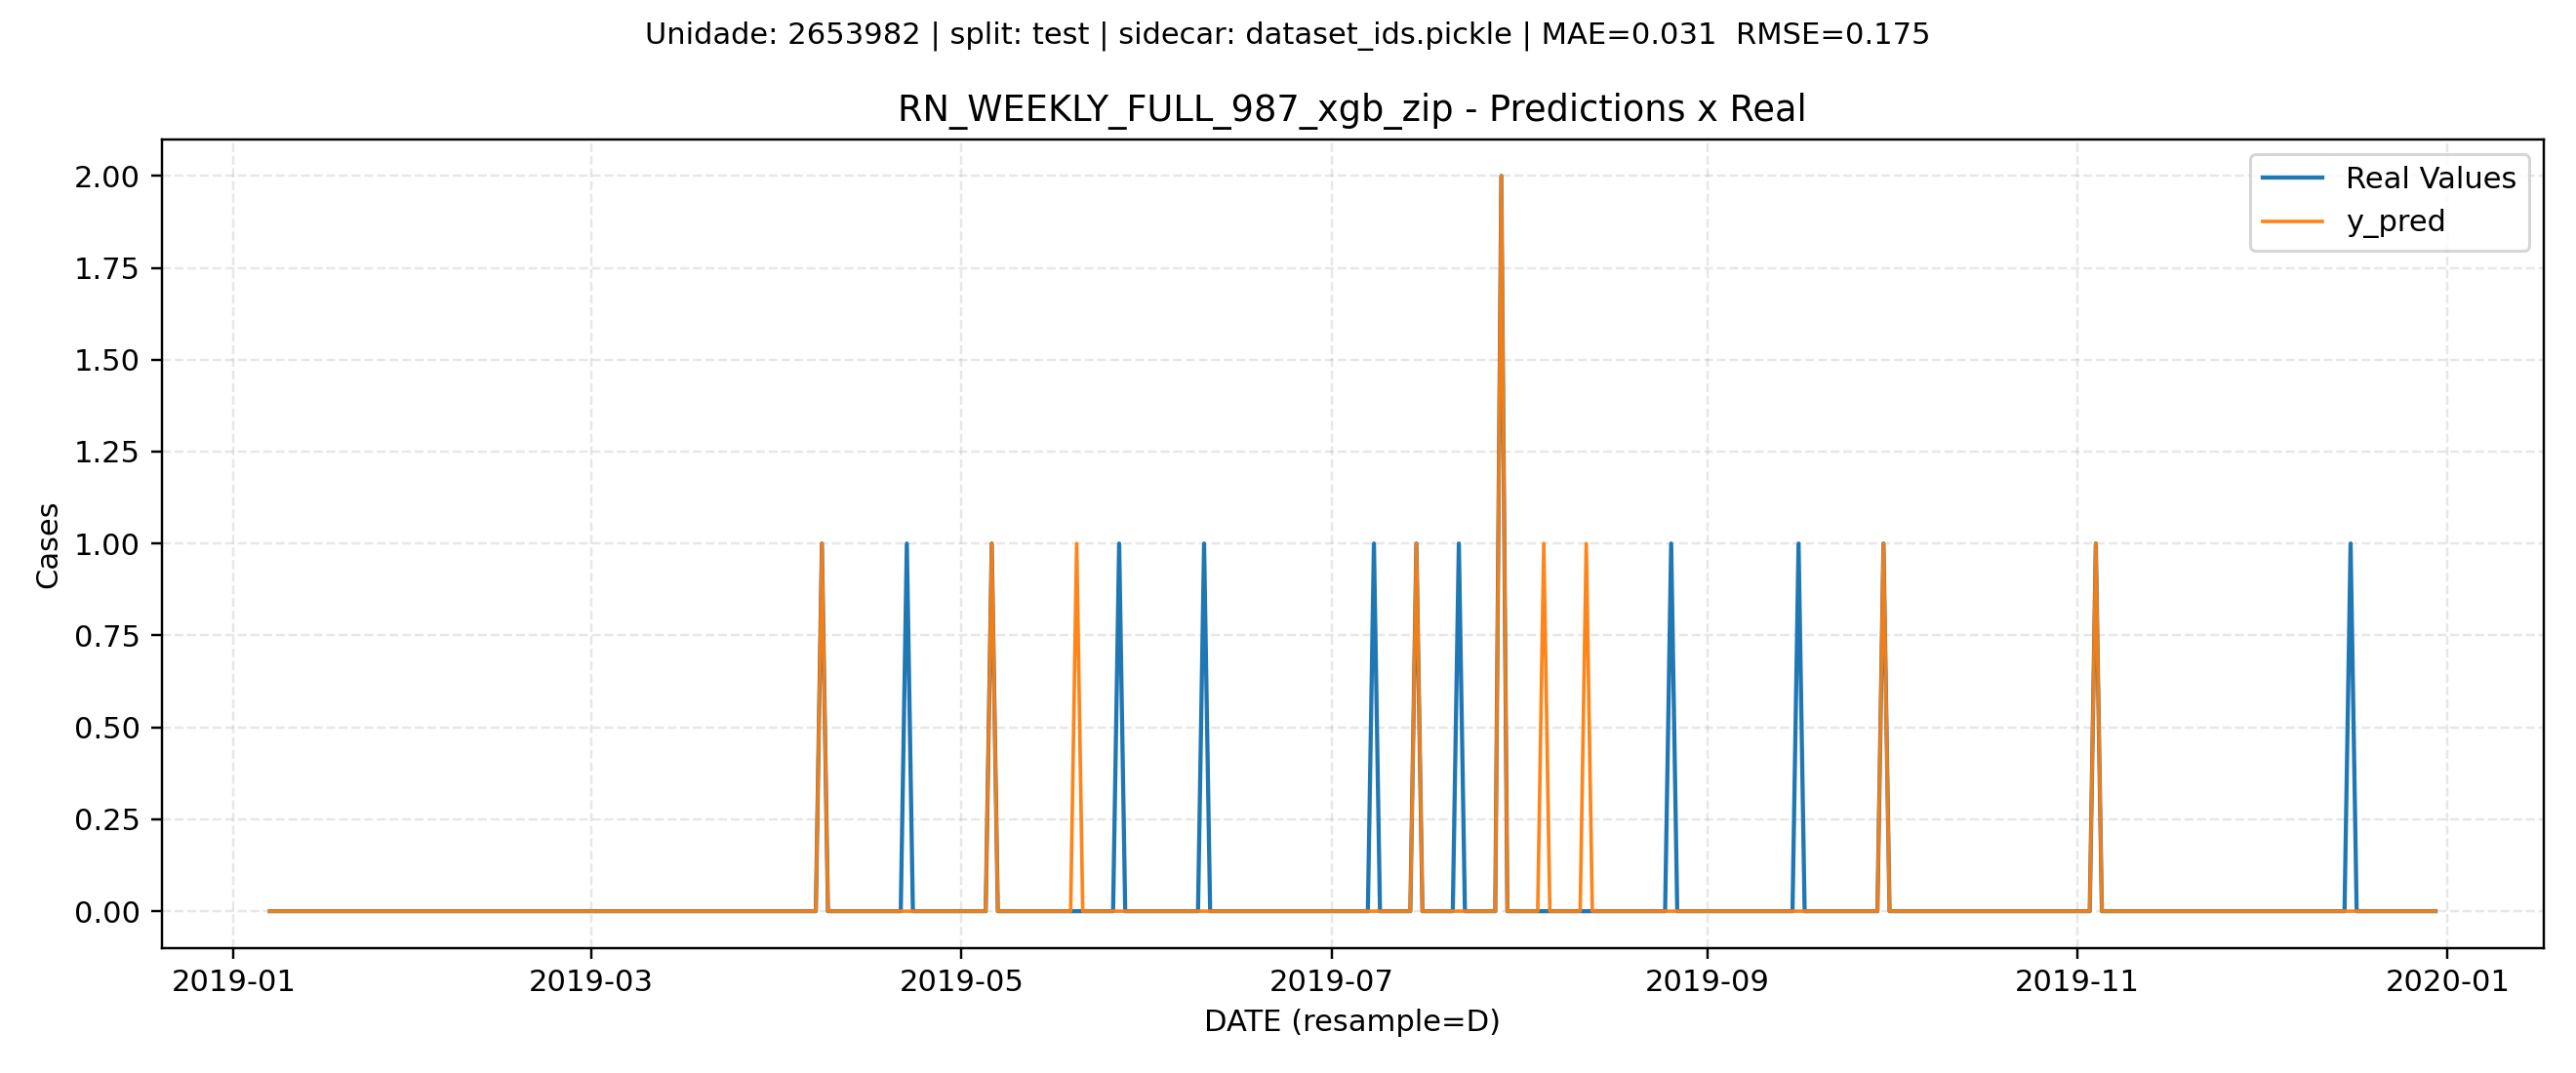 Unidade: 2653982 | split: test | sidecar: dataset_ids.pickle | MAE=0.031  RMSE=0.175
RN_WEEKLY_FULL_987_xgb_zip - Predictions x Real
Real Values
y_pred
Cases
2.00
1.75
1.50
1.25
1.00
0.75
0.50
0.25
0.00
2019-01 2019-03 2019-05 2019-07 2019-09 2019-11 2020-01
DATE (resample=D)